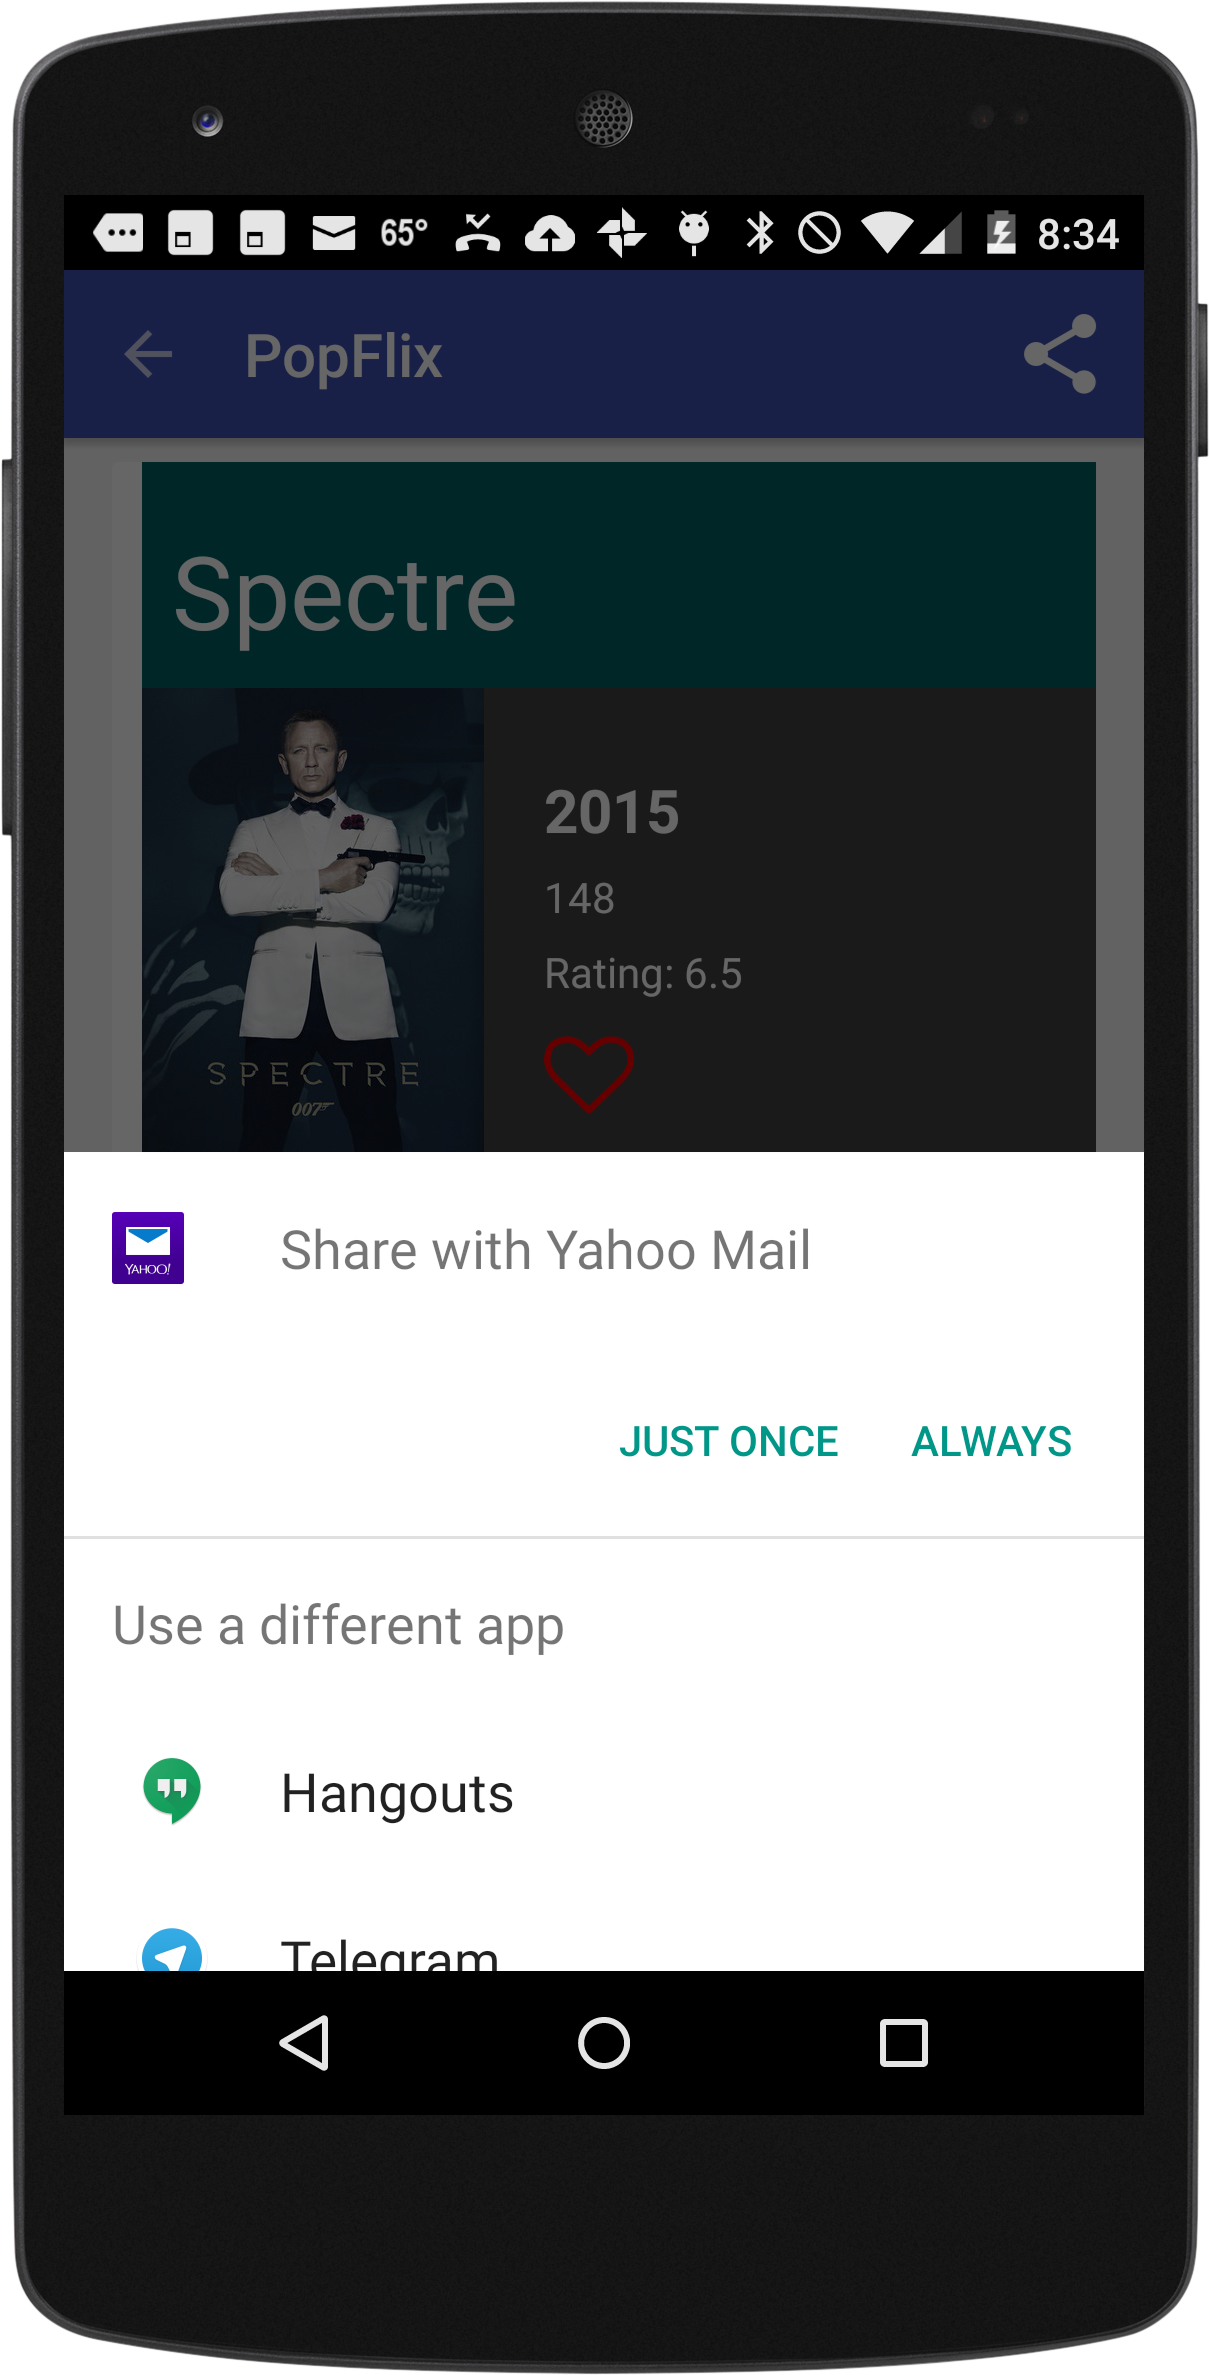 65° 8:34
PopFlix
Spectre
2015
148
Rating: 6.5
SPECTRE
007
YAHOO!
Share with Yahoo Mail
JUST ONCE ALWAYS
Use a different app
Hangouts
Telegram